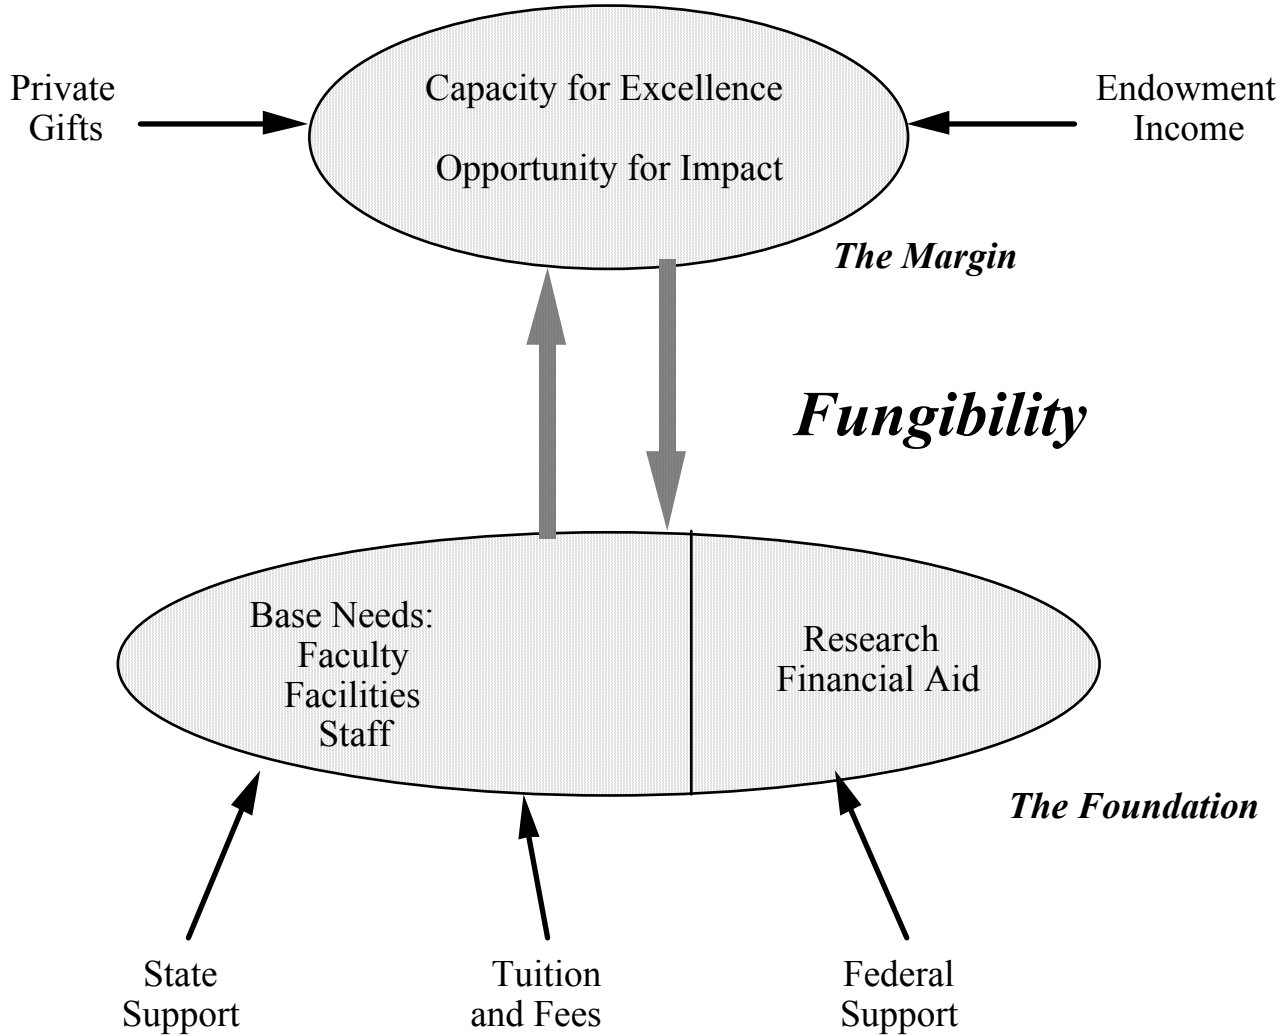 Private
Gifts
Capacity for Excellence
Opportunity for Impact
Endowment
Income
The Margin
Fungibility
Base Needs:
Faculty
Facilities
Staff
Research
Financial Aid
The Foundation
State
Support
Tuition
and Fees
Federal
Support